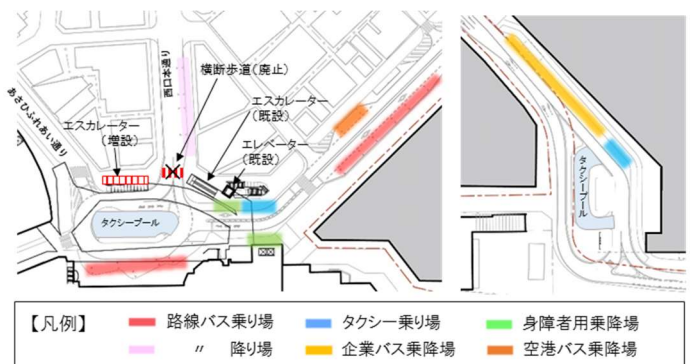 西口本通り
横断歩道(廃止)
あさひふれあい通り
エスカレーター
(既設)
エスカレーター
(増設)
エレベーター
(既設)
タクシープール
タクシープール
【凡例】
路線バス乗り場
タクシー乗り場
身障者用乗降場
〃 降り場
企業バス乗降場
空港バス乗降場